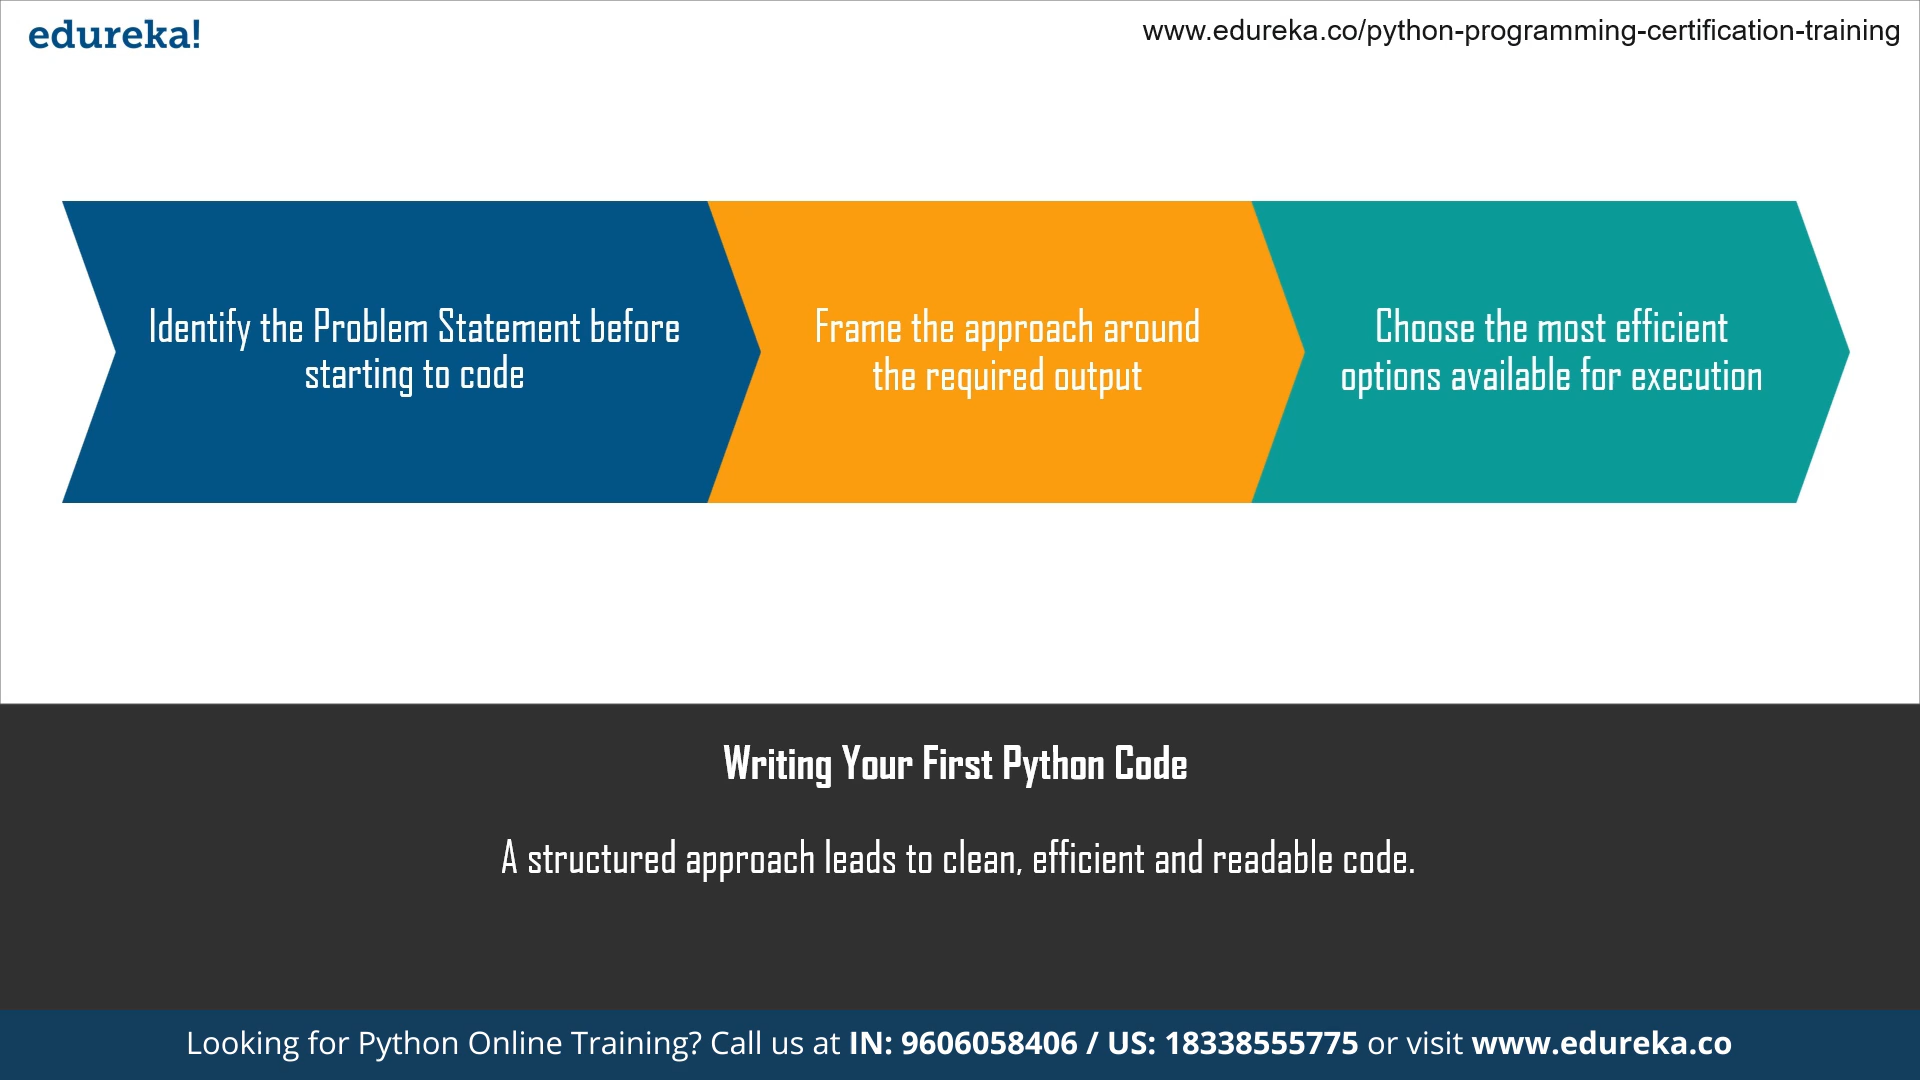 edureka!
www.edureka.co/python-programming-certification-training
Identify the Problem Statement before
starting to code
Frame the approach around
the required output
Choose the most efficient
options available for execution
Writing Your First Python Code
A structured approach leads to clean, efficient and readable code.
Looking for Python Online Training? Call us at IN: 9606058406 / US: 18338555775 or visit www.edureka.co